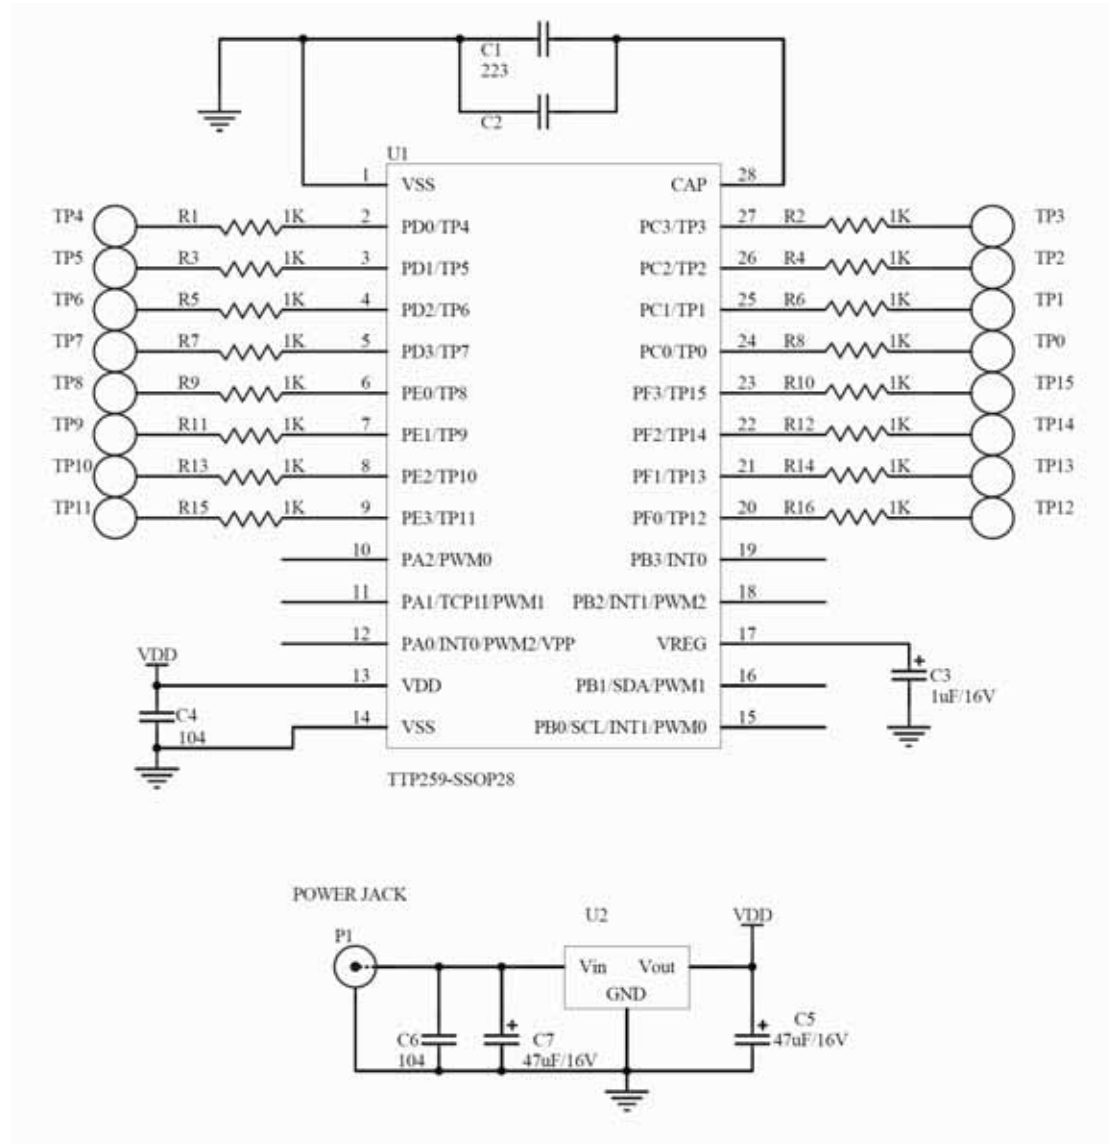 C1
223
C2
U1
1 VSS CAP 28
TP4 R1 1K 2 PD0/TP4 PC3/TP3 27 R2 1K TP3
TP5 R3 1K 3 PD1/TP5 PC2/TP2 26 R4 1K TP2
TP6 R5 1K 4 PD2/TP6 PC1/TP1 25 R6 1K TP1
TP7 R7 1K 5 PD3/TP7 PC0/TP0 24 R8 1K TP0
TP8 R9 1K 6 PE0/TP8 PF3/TP15 23 R10 1K TP15
TP9 R11 1K 7 PE1/TP9 PF2/TP14 22 R12 1K TP14
TP10 R13 1K 8 PE2/TP10 PF1/TP13 21 R14 1K TP13
TP11 R15 1K 9 PE3/TP11 PF0/TP12 20 R16 1K TP12
10 PA2/PWM0 PB3/INT0 19
11 PA1/TCP1I/PWM1 PB2/INT1/PWM2 18
12 PA0/INT0/PWM2/VPP VREG 17
VDD 13 VDD PB1/SDA/PWM1 16 + C3
1uF/16V
C4 14 VSS PB0/SCL/INT1/PWM0 15
104
TTP259-SSOP28
POWER JACK
U2 VDD
P1
Vin Vout
GND
C6 + C7 + C5
104 47uF/16V 47uF/16V